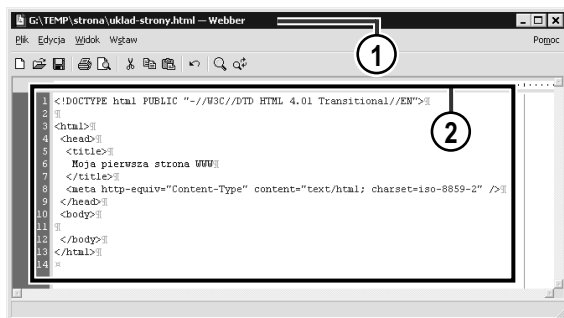 G:\TEMP\strona\uklad-strony.html — Webber
1
Plik Edycja Widok Wstaw Pomoc
2
1 <!DOCTYPE html PUBLIC "-//W3C//DTD HTML 4.01 Transitional//EN">¶
2 ¶
3 <html>¶
4 <head>¶
5 <title>¶
6 Moja pierwsza strona WWW¶
7 </title>¶
8 <meta http-equiv="Content-Type" content="text/html; charset=iso-8859-2" />¶
9 </head>¶
10 <body>¶
11 ¶
12 </body>¶
13 </html>¶
14 ¤